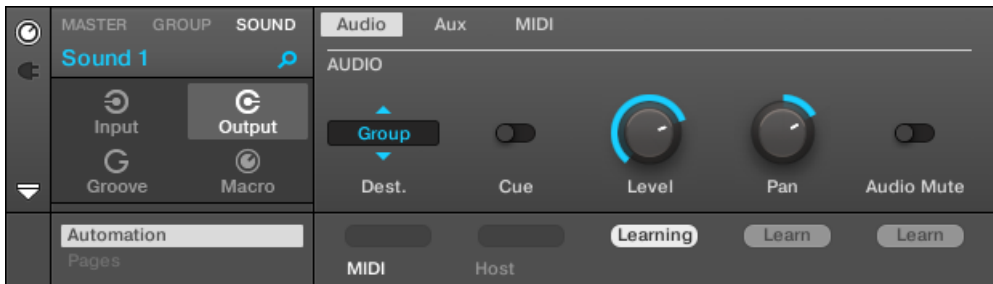 MASTER GROUP SOUND
Sound 1
Input Output
Groove Macro
Audio Aux MIDI
AUDIO
Group
Dest. Cue Level Pan Audio Mute
Automation
Pages
Learning Learn Learn
MIDI Host